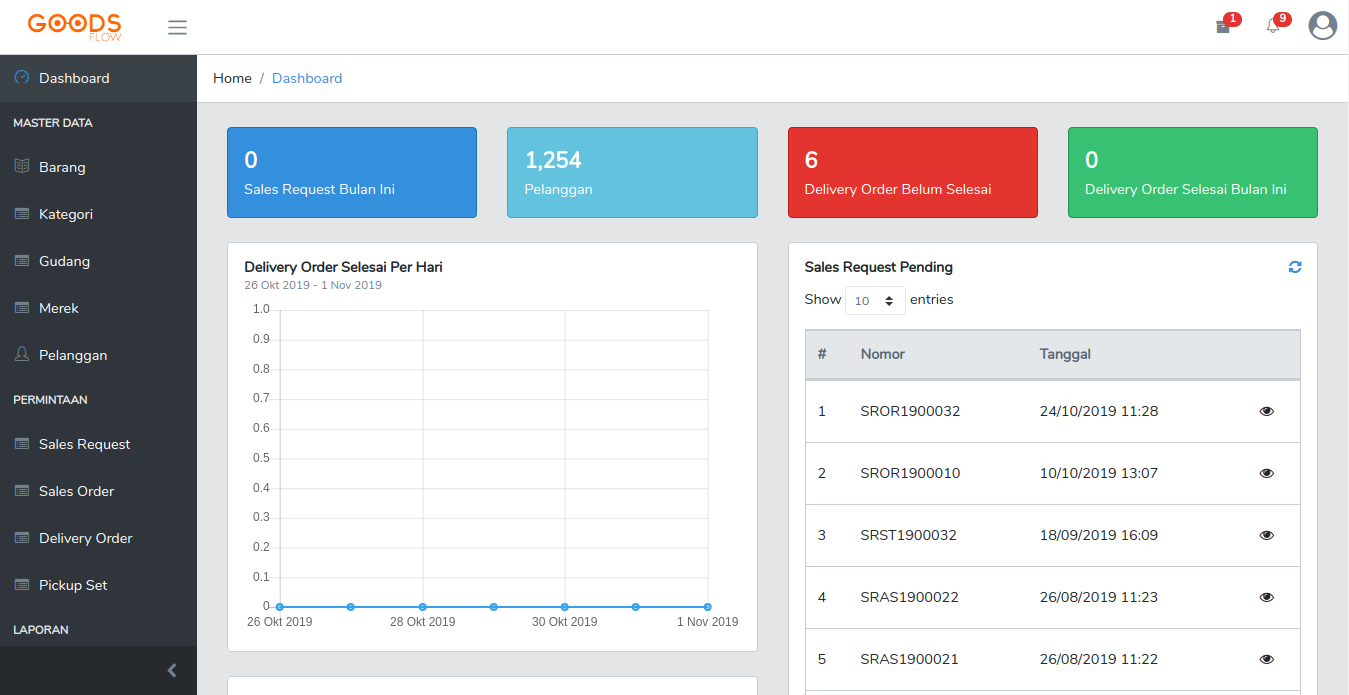 GOODS
FLOW
1
9
Dashboard
MASTER DATA
Barang
Kategori
Gudang
Merek
Pelanggan
PERMINTAAN
Sales Request
Sales Order
Delivery Order
Pickup Set
LAPORAN
Home / Dashboard
0
Sales Request Bulan Ini
1,254
Pelanggan
6
Delivery Order Belum Selesai
0
Delivery Order Selesai Bulan Ini
Delivery Order Selesai Per Hari
26 Okt 2019 - 1 Nov 2019
1.0
0.9
0.8
0.7
0.6
0.5
0.4
0.3
0.2
0.1
0
26 Okt 2019 28 Okt 2019 30 Okt 2019 1 Nov 2019
Sales Request Pending
Show 10 entries
# Nomor Tanggal
1 SROR1900032 24/10/2019 11:28
2 SROR1900010 10/10/2019 13:07
3 SRST1900032 18/09/2019 16:09
4 SRAS1900022 26/08/2019 11:23
5 SRAS1900021 26/08/2019 11:22